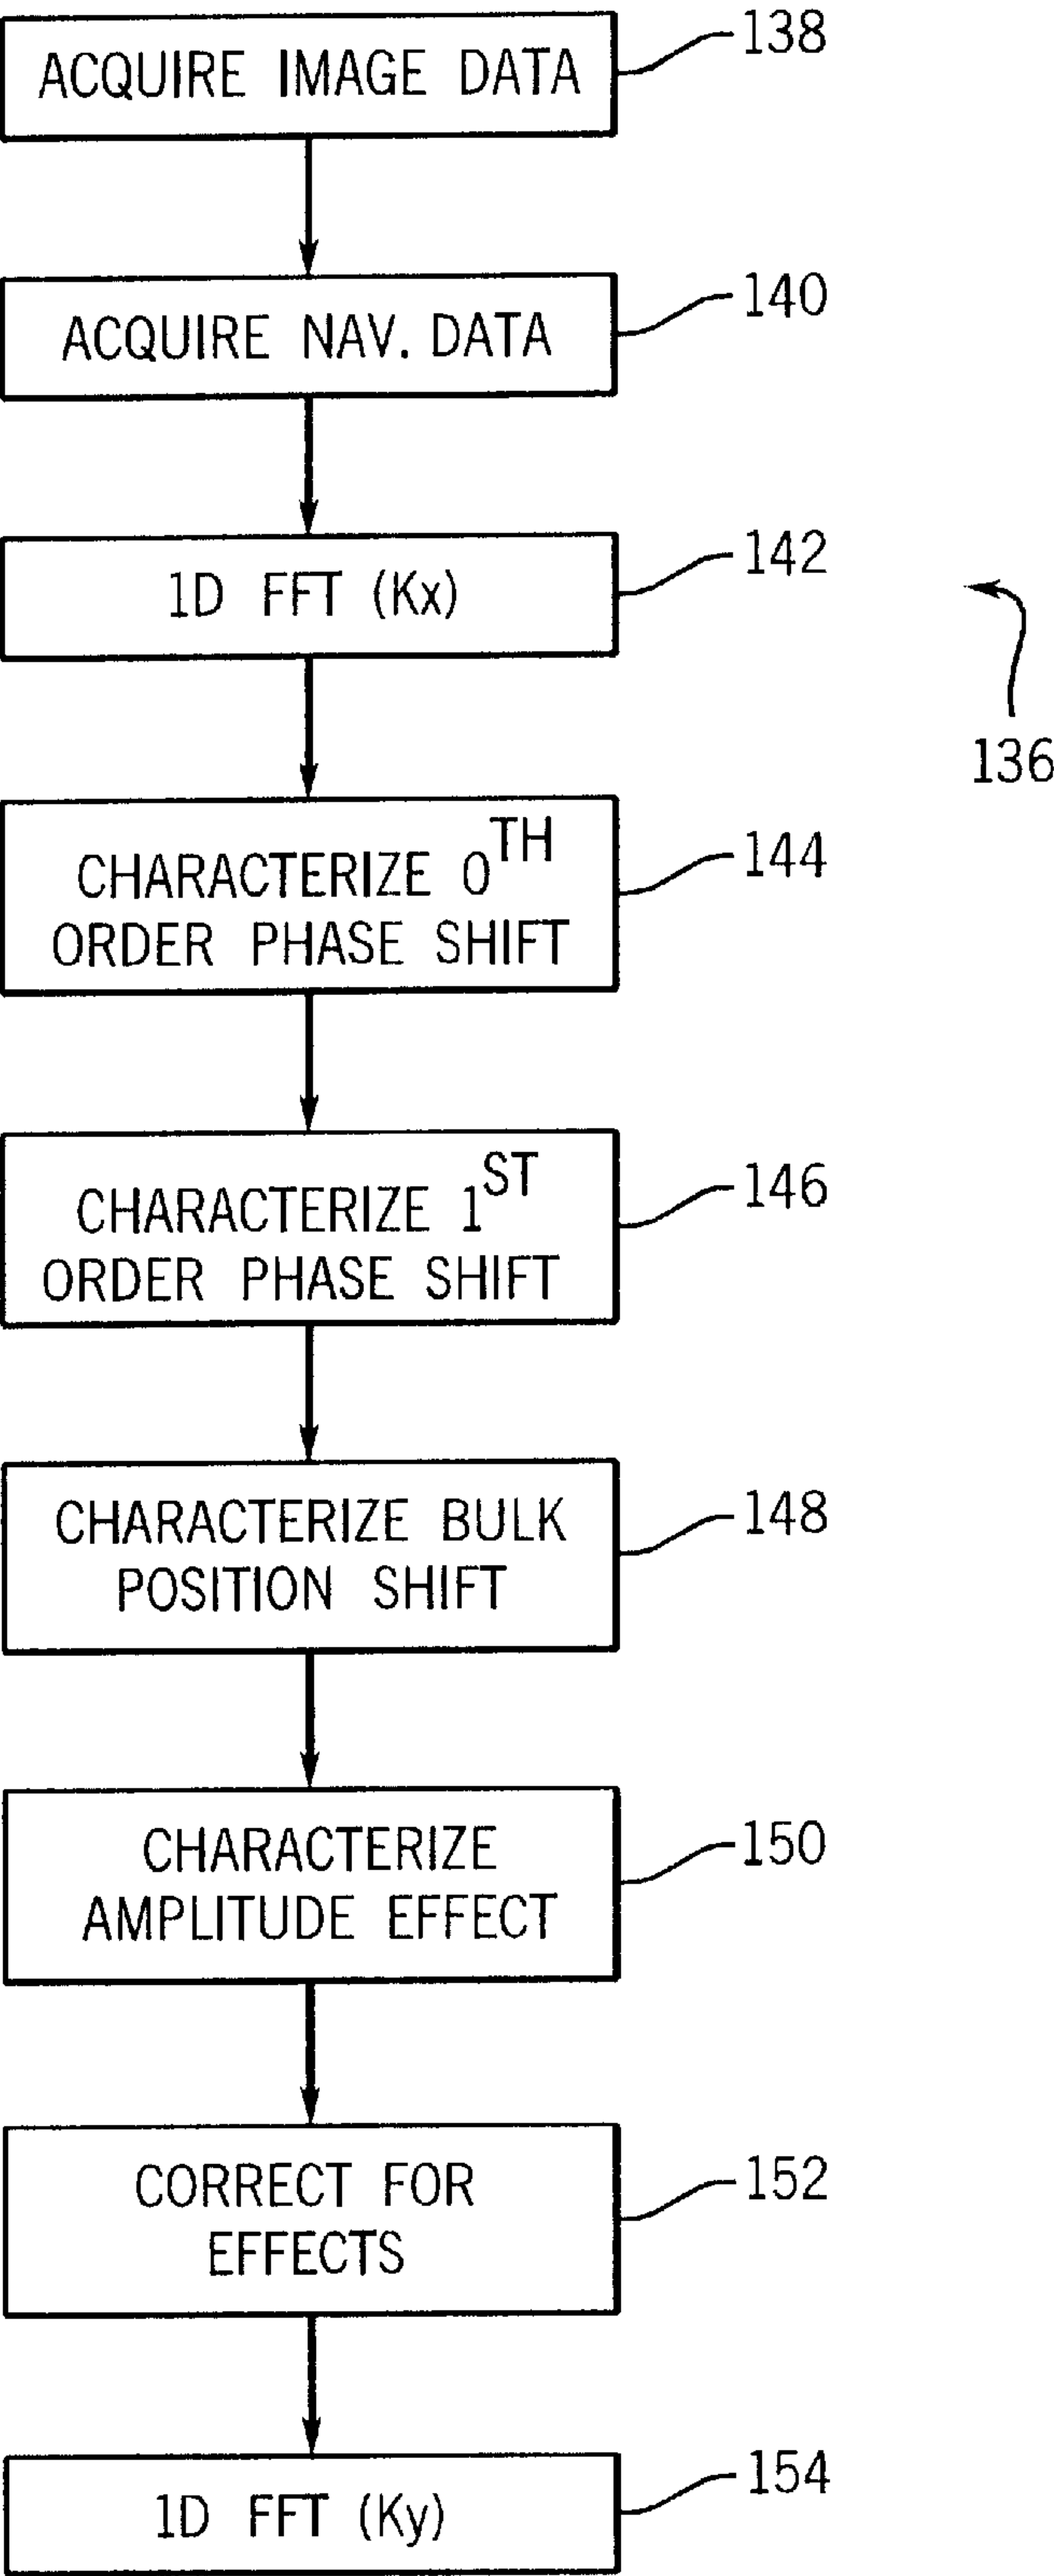 ACQUIRE IMAGE DATA
138
ACQUIRE NAV. DATA
140
1D FFT (Kx)
142
136
CHARACTERIZE 0TH
ORDER PHASE SHIFT
144
CHARACTERIZE 1ST
ORDER PHASE SHIFT
146
CHARACTERIZE BULK
POSITION SHIFT
148
CHARACTERIZE
AMPLITUDE EFFECT
150
CORRECT FOR
EFFECTS
152
1D FFT (Ky)
154